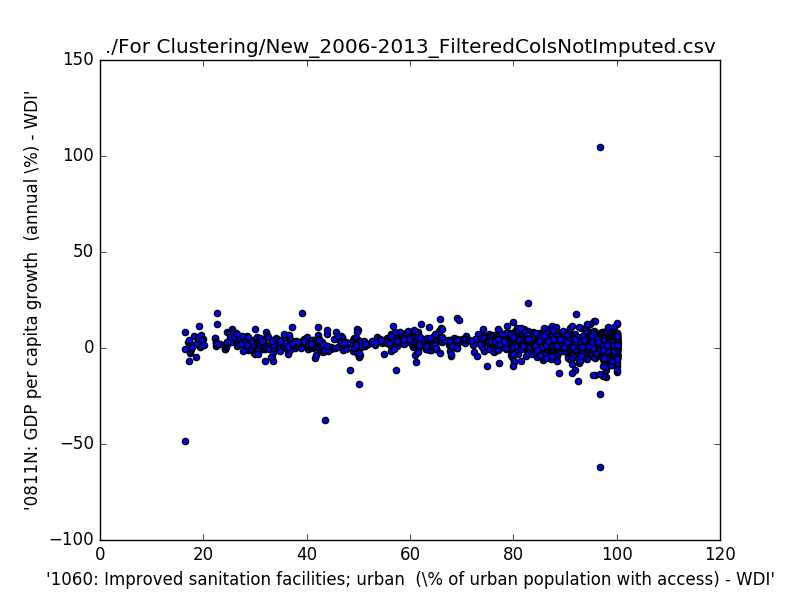 ./For Clustering/New_2006-2013_FilteredColsNotImputed.csv
150
100
50
0
−50
−100
0 20 40 60 80 100 120
'0811N: GDP per capita growth  (annual \%) - WDI'
'1060: Improved sanitation facilities; urban  (\% of urban population with access) - WDI'